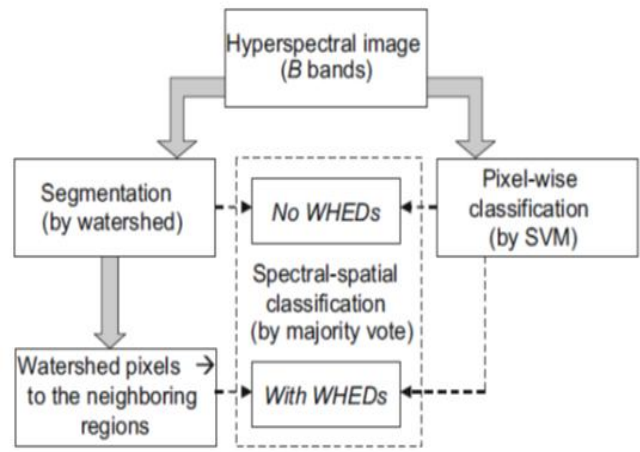 Hyperspectral image
(B bands)
Segmentation
(by watershed)
No WHEDs
Pixel-wise
classification
(by SVM)
Spectral-spatial
classification
(by majority vote)
Watershed pixels →
to the neighboring
regions
With WHEDs